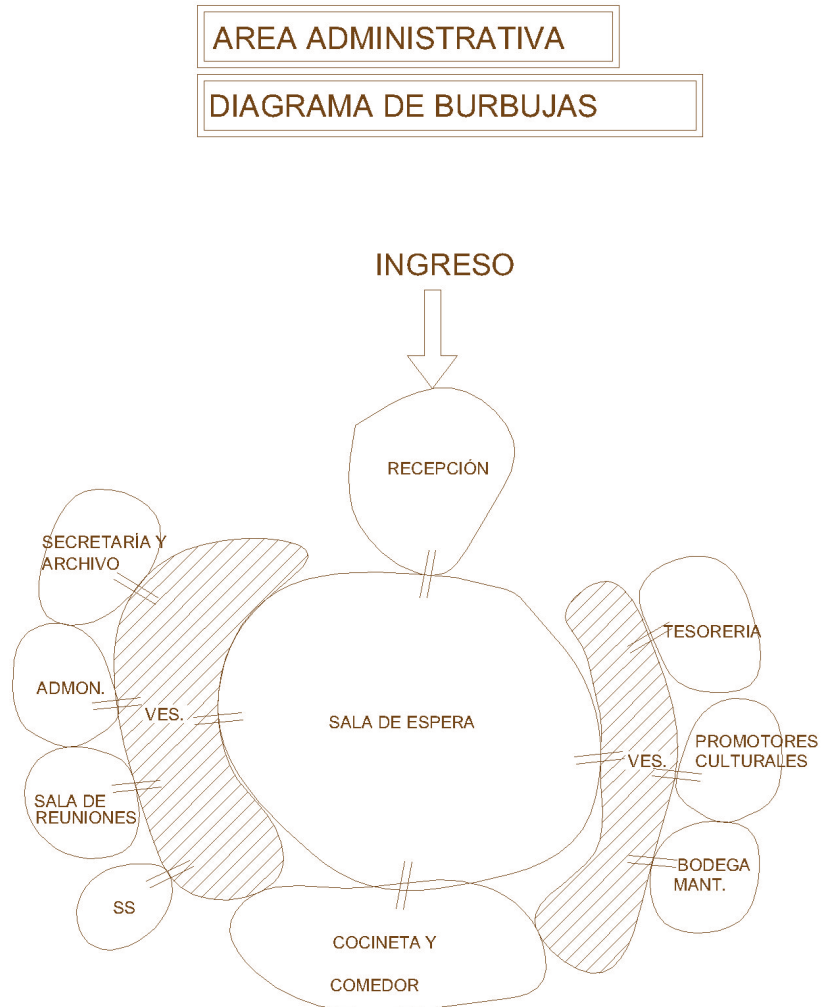 AREA ADMINISTRATIVA
DIAGRAMA DE BURBUJAS
INGRESO
RECEPCIÓN
SECRETARÍA Y
ARCHIVO
TESORERIA
ADMON.
VES.
SALA DE ESPERA
PROMOTORES
CULTURALES
VES.
SALA DE
REUNIONES
BODEGA
MANT.
SS
COCINETA Y
COMEDOR